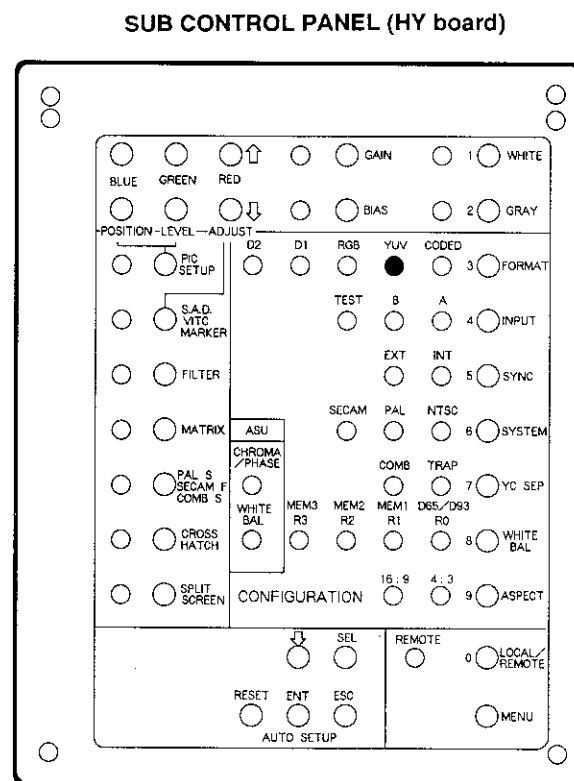 SUB CONTROL PANEL (HY board)
GAIN 1 WHITE
BLUE GREEN RED
BIAS 2 GRAY
POSITION LEVEL ADJUST
D2 D1 RGB YUV CODED
PIC SETUP
3 FORMAT
TEST B A
S.A.D. VITC MARKER
4 INPUT
EXT INT
FILTER
5 SYNC
SECAM PAL NTSC
MATRIX
ASU
6 SYSTEM
CHROMA /PHASE
COMB TRAP
PAL S SECAM F COMB S
7 YC SEP
WHITE BAL
MEM3 R3
MEM2 R2
MEM1 R1
D65/D93 R0
CROSS HATCH
8 WHITE BAL
16:9 4:3
SPLIT SCREEN
CONFIGURATION
9 ASPECT
SEL REMOTE
0 LOCAL/ REMOTE
RESET ENT ESC
MENU
AUTO SETUP